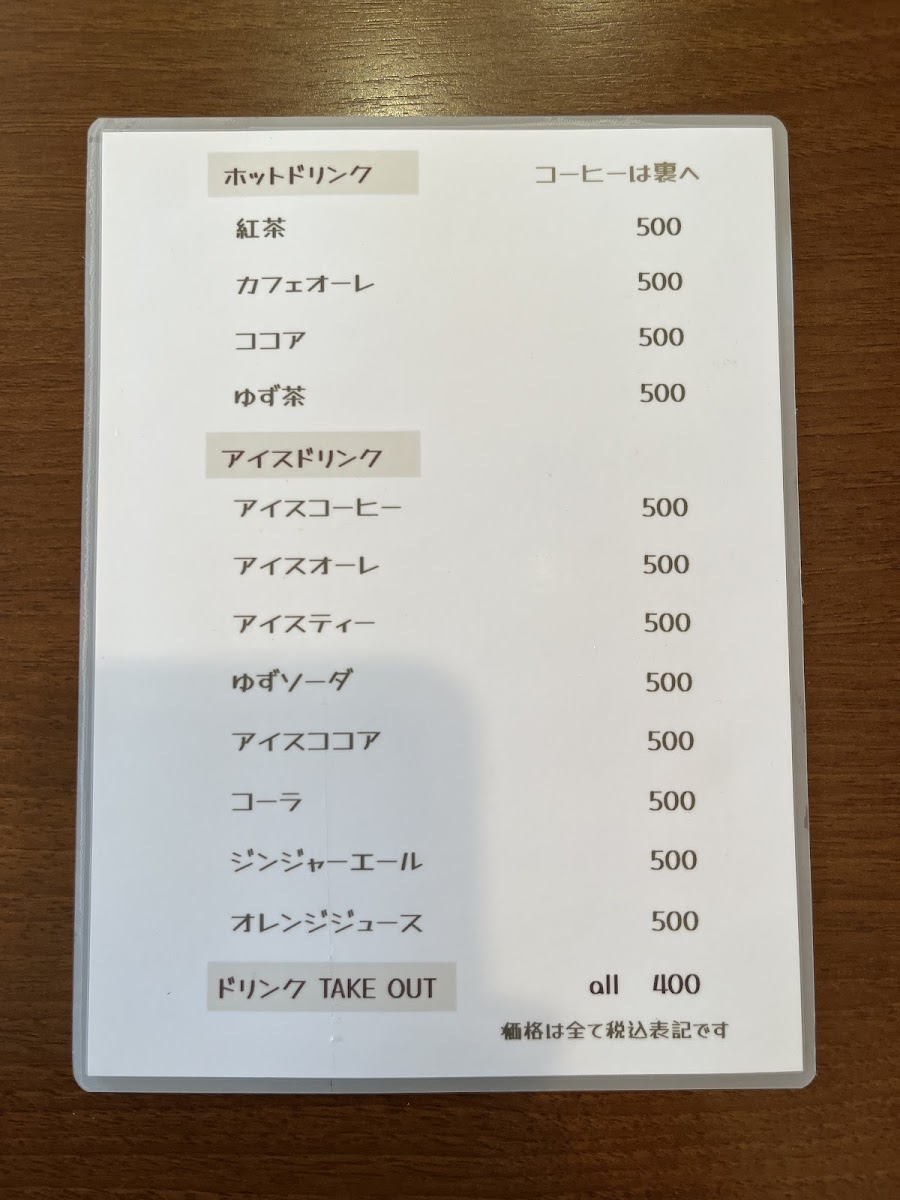 ホットドリンク コーヒーは裏へ
紅茶 500
カフェオーレ 500
ココア 500
ゆず茶 500
アイスドリンク
アイスコーヒー 500
アイスオーレ 500
アイスティー 500
ゆずソーダ 500
アイスココア 500
コーラ 500
ジンジャーエール 500
オレンジジュース 500
ドリンク TAKE OUT all 400
価格は全て税込表記です